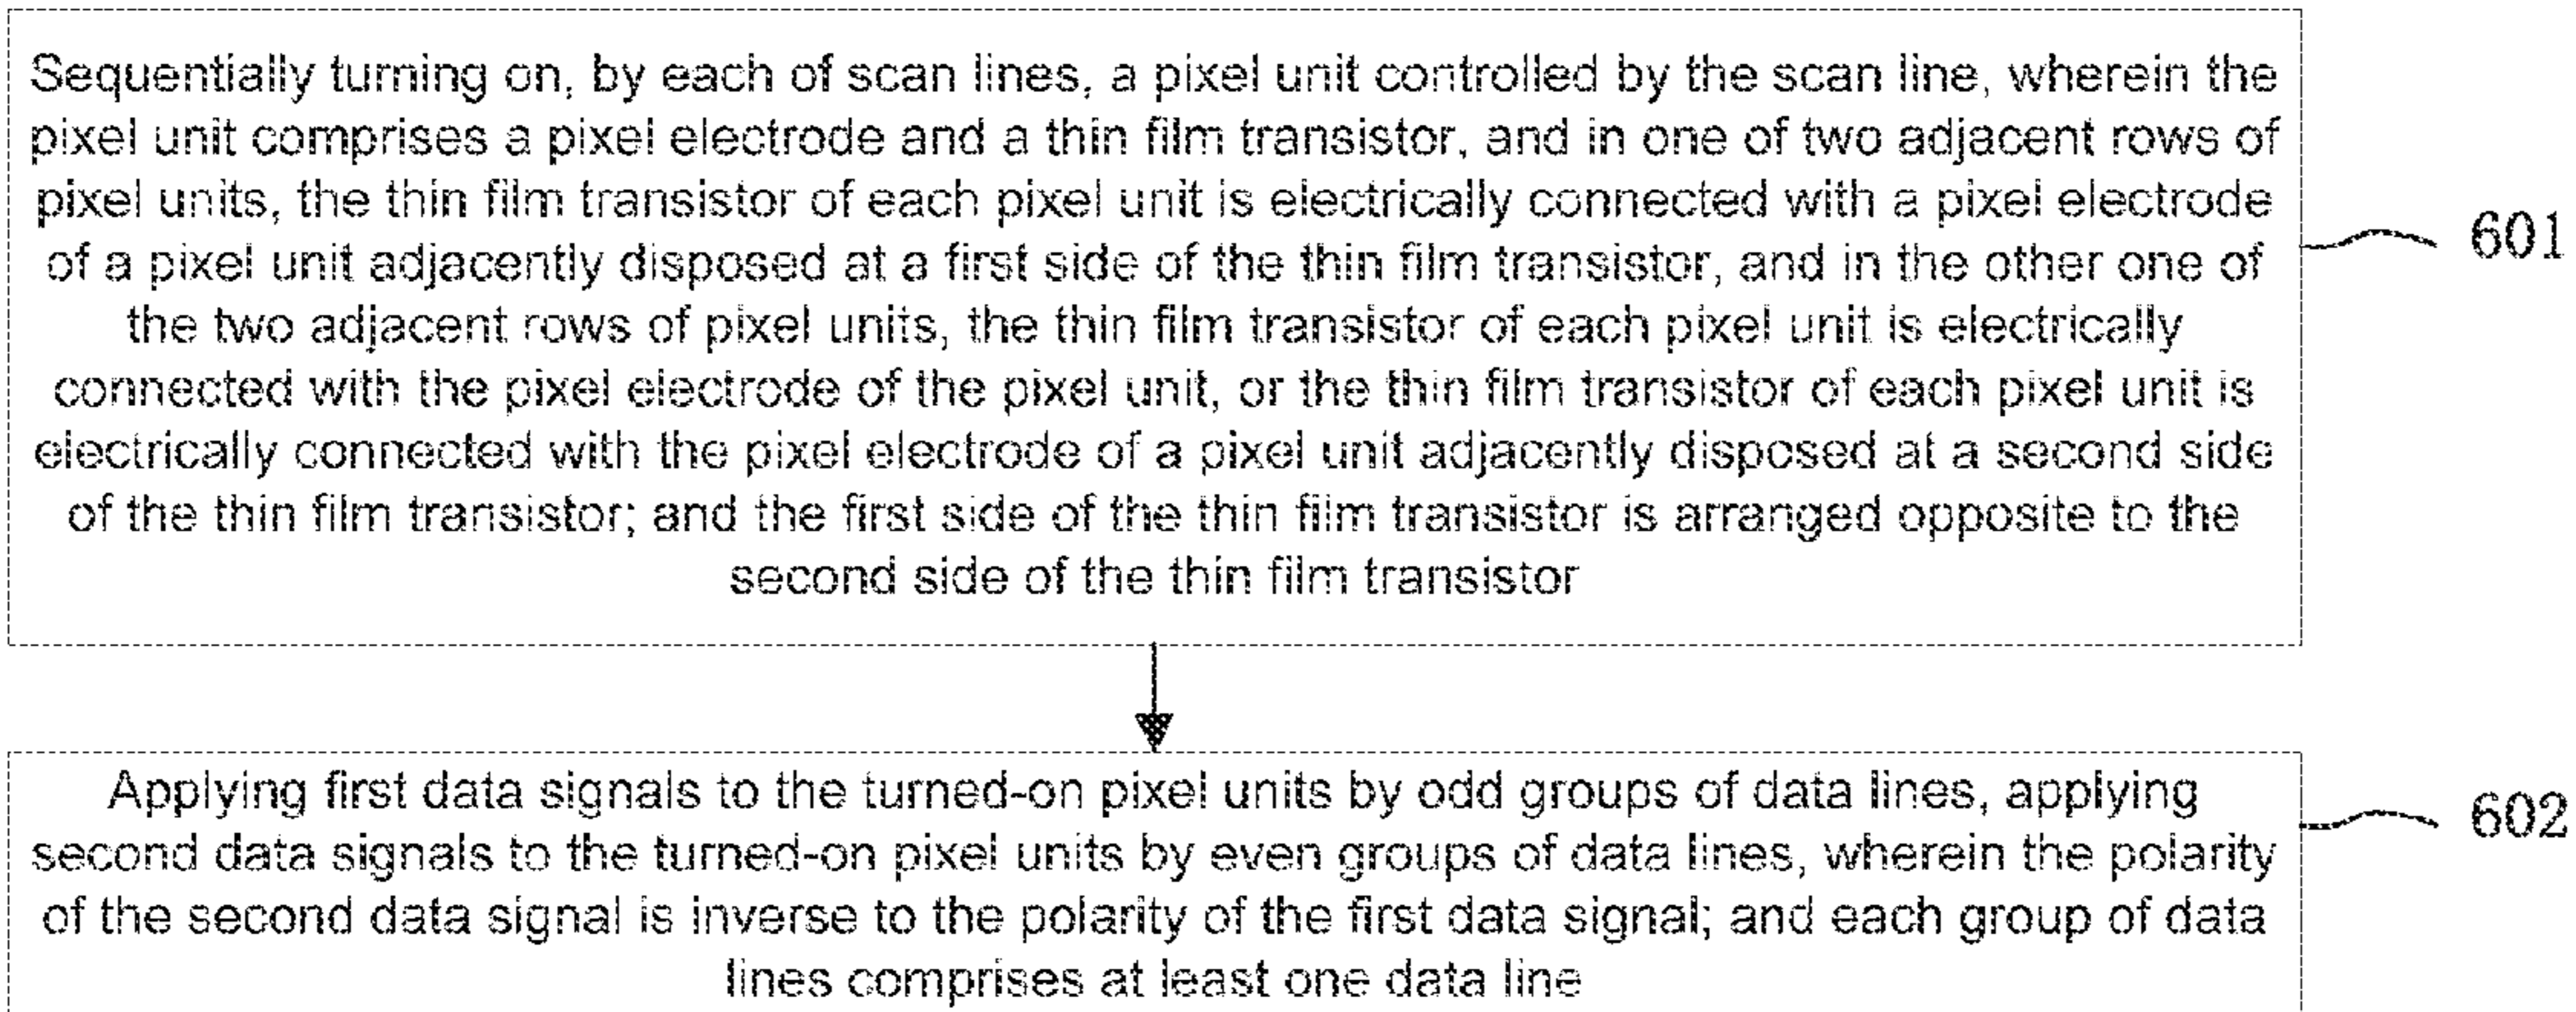 Sequentially turning on, by each of scan lines, a pixel unit controlled by the scan line, wherein the
pixel unit comprises a pixel electrode and a thin film transistor, and in one of two adjacent rows of
pixel units, the thin film transistor of each pixel unit is electrically connected with a pixel electrode
of a pixel unit adjacently disposed at a first side of the thin film transistor, and in the other one of
the two adjacent rows of pixel units, the thin film transistor of each pixel unit is electrically
connected with the pixel electrode of the pixel unit, or the thin film transistor of each pixel unit is
electrically connected with the pixel electrode of a pixel unit adjacently disposed at a second side
of the thin film transistor; and the first side of the thin film transistor is arranged opposite to the
second side of the thin film transistor
601
Applying first data signals to the turned-on pixel units by odd groups of data lines, applying
second data signals to the turned-on pixel units by even groups of data lines, wherein the polarity
of the second data signal is inverse to the polarity of the first data signal; and each group of data
lines comprises at least one data line
602